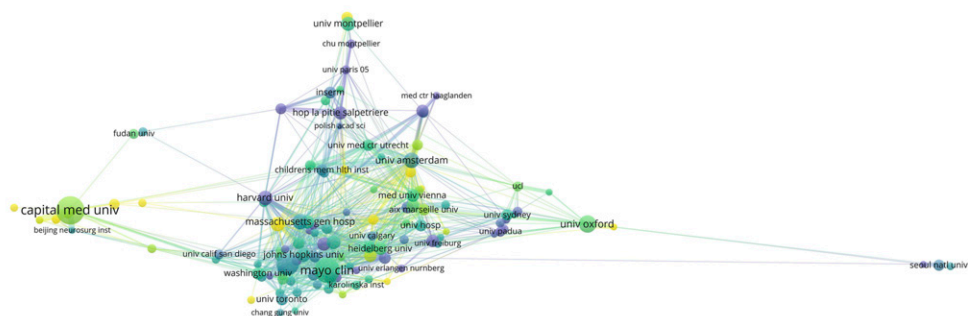 univ montpellier
chu montpellier
univ paris 05
inserm
med ctr haaglanden
hop la pitie salpetriere
polish acad sci
fudan univ
univ med ctr utrecht
univ amsterdam
childrens mem hlth inst
ucl
harvard univ
med univ vienna
capital med univ
aix marseille univ
univ sydney
massachusetts gen hosp
univ hosp
univ oxford
beijing neurosurg inst
univ padua
univ calgary
univ freiburg
heidelberg univ
univ calif san diego
johns hopkins univ
seoul natl univ
univ erlangen nurnberg
mayo clin
washington univ
karolinska inst
univ toronto
chang gung univ